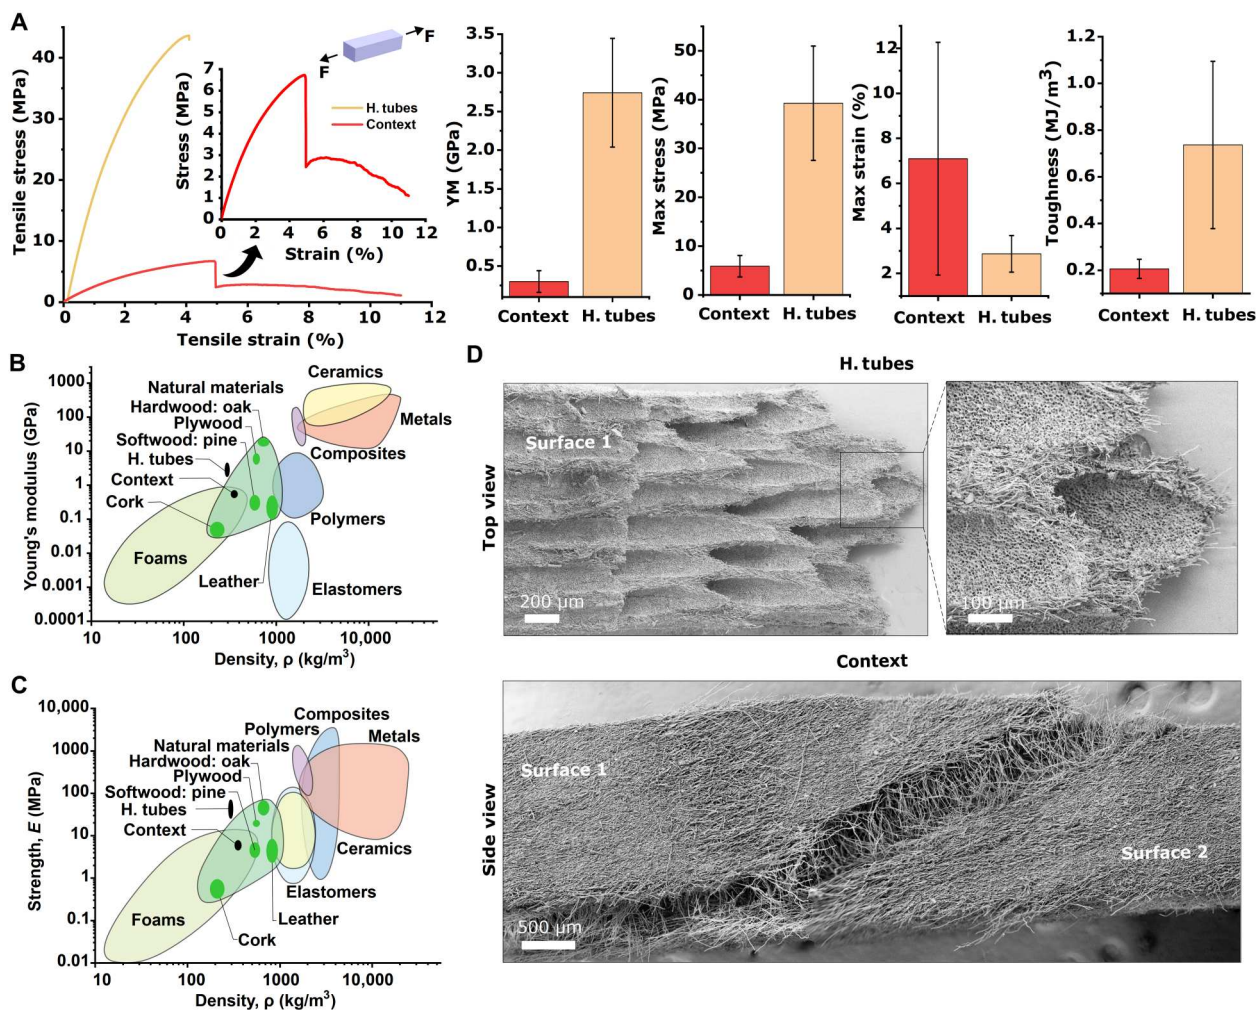 A
Tensile stress (MPa)
40
30
20
10
0
0
2
4
6
8
10
12
Tensile strain (%)
F
F
H. tubes
Context
Stress (MPa)
7
6
5
4
3
2
1
0
0
2
4
6
8
10
12
Strain (%)
YM (GPa)
3.5
3.0
2.5
2.0
1.5
1.0
0.5
Context H. tubes
Max stress (MPa)
50
40
30
20
10
0
Context H. tubes
Max strain (%)
12
10
8
6
4
2
Context H. tubes
Toughness (MJ/m³)
1.2
1.0
0.8
0.6
0.4
0.2
Context H. tubes
B
Young's modulus (GPa)
1000
100
10
1
0.1
0.01
0.001
0.0001
10 100 1000 10,000
Density, ρ (kg/m³)
Ceramics
Natural materials
Hardwood: oak
Plywood
Metals
Softwood: pine
Composites
H. tubes
Context
Cork
Polymers
Foams
Leather
Elastomers
C
Strength, E (MPa)
10,000
1000
100
10
1
0.1
0.01
10 100 1000 10,000
Density, ρ (kg/m³)
Composites
Polymers
Metals
Natural materials
Hardwood: oak
Plywood
Softwood: pine
H. tubes
Context
Ceramics
Elastomers
Foams
Leather
Cork
D
H. tubes
Top view
Surface 1
200 μm
100 μm
Context
Side view
Surface 1
Surface 2
500 μm